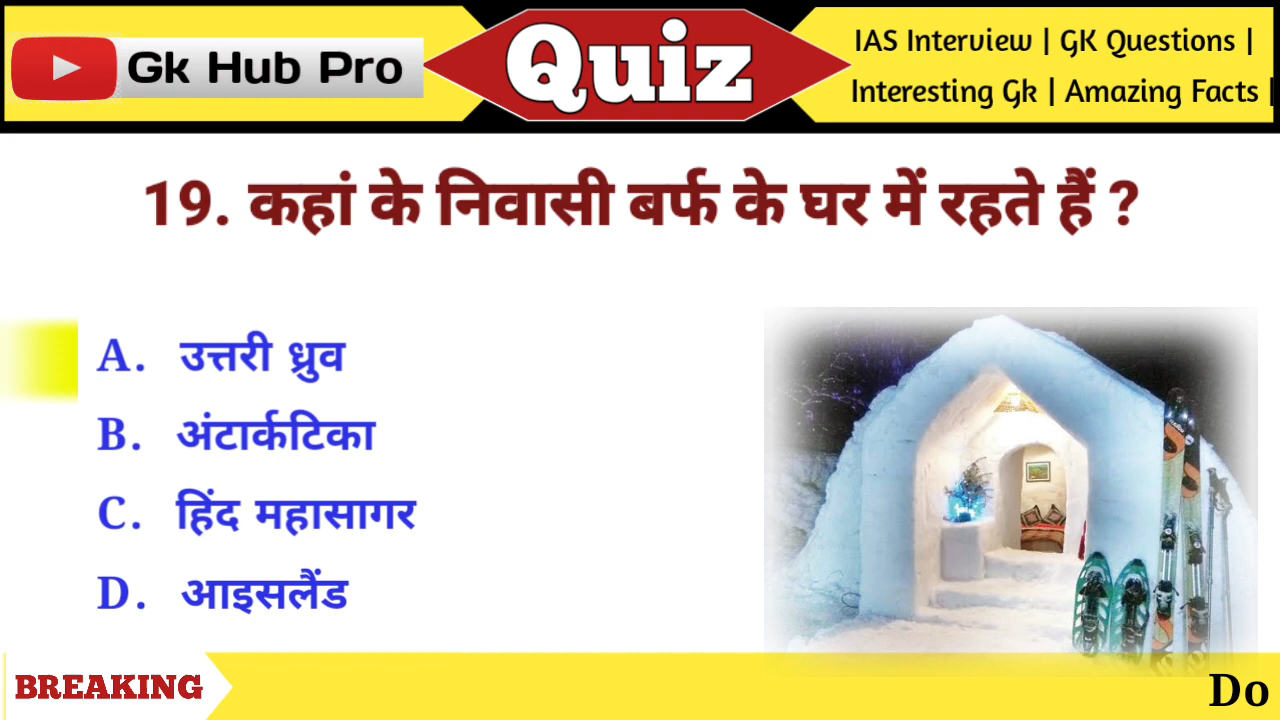 Gk Hub Pro
Quiz
IAS Interview | GK Questions |
Interesting Gk | Amazing Facts |
19. कहां के निवासी बर्फ के घर में रहते हैं ?
A. उत्तरी ध्रुव
B. अंटार्कटिका
C. हिंद महासागर
D. आइसलैंड
BREAKING
Do